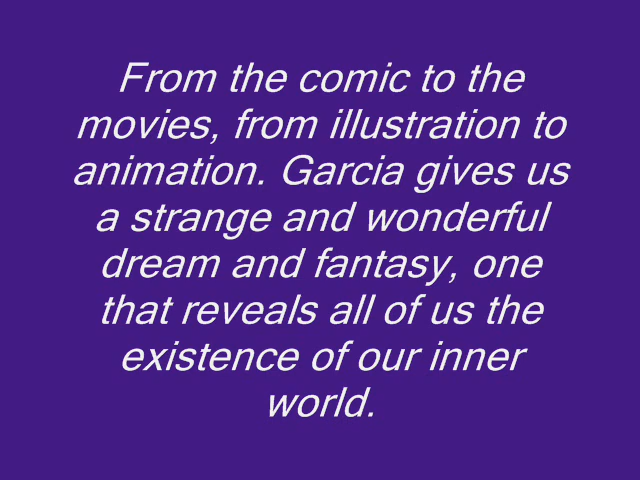 From the comic to the
movies, from illustration to
animation. Garcia gives us
a strange and wonderful
dream and fantasy, one
that reveals all of us the
existence of our inner
world.